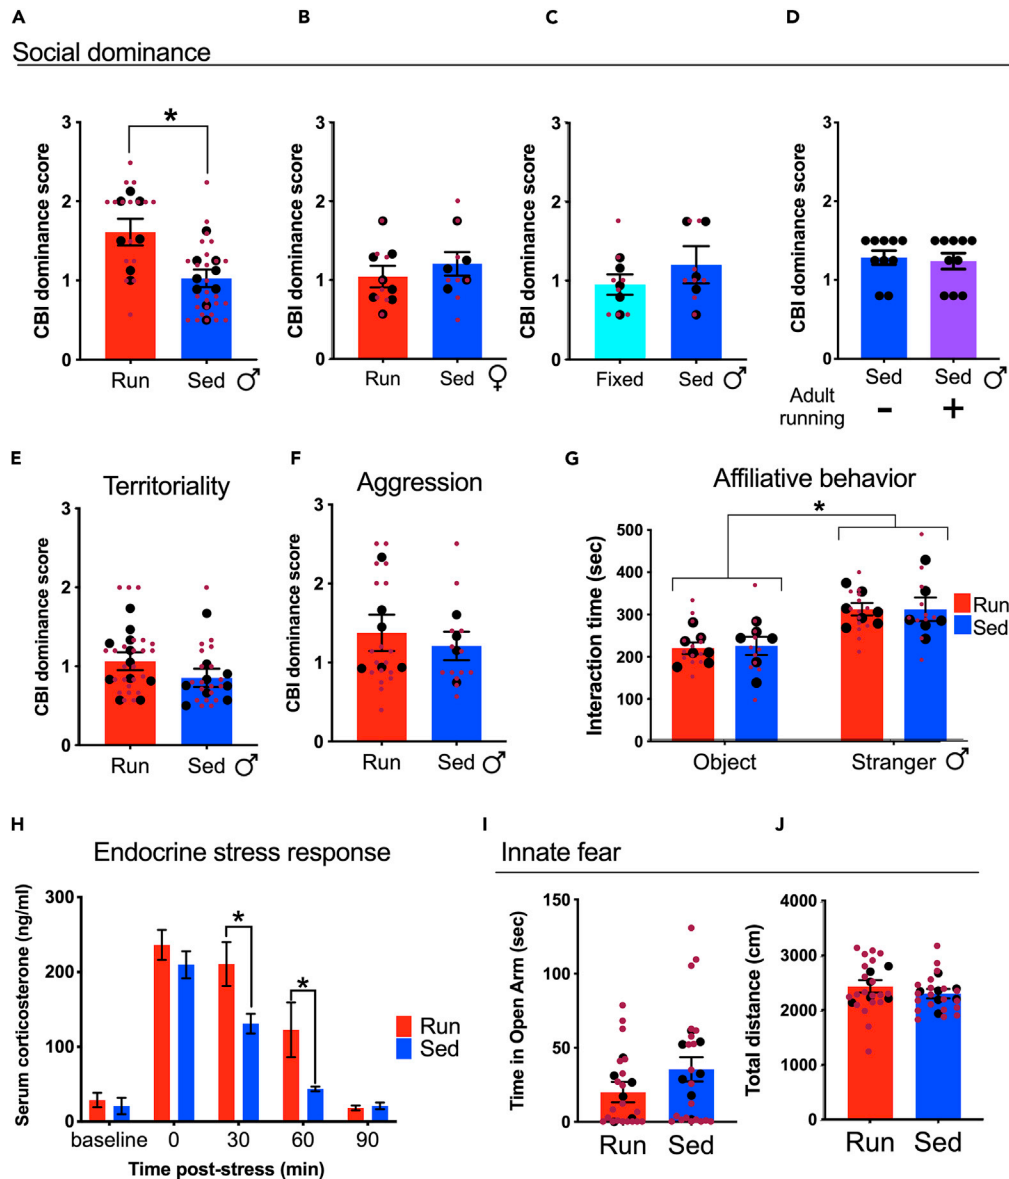 A
B
C
D
Social dominance
CBI dominance score
3
2
1
0
*
Run
Sed ♂
CBI dominance score
3
2
1
0
Run
Sed ♀
CBI dominance score
3
2
1
0
Fixed
Sed ♂
CBI dominance score
3
2
1
0
Sed
Sed ♂
Adult running
-
+
E
Territoriality
CBI dominance score
3
2
1
0
Run
Sed ♂
F
Aggression
CBI dominance score
3
2
1
0
Run
Sed ♂
G
Affiliative behavior
Interaction time (sec)
500
400
300
200
100
0
*
Object
Stranger ♂
Run
Sed
H
Endocrine stress response
Serum corticosterone (ng/ml)
300
200
100
0
*
*
Run
Sed
baseline
0
30
60
90
Time post-stress (min)
I
J
Innate fear
Time in Open Arm (sec)
150
100
50
0
Run
Sed
Total distance (cm)
4000
3000
2000
1000
0
Run
Sed